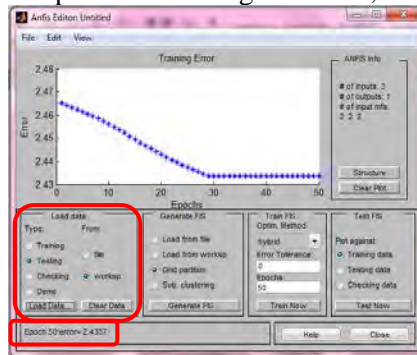 Anfis Editor: Untitled
File Edit View
Training Error
2.48
2.47
2.46
2.45
2.44
2.43
Error
0 10 20 30 40 50
Epochs
ANFIS Info
# of inputs: 3
# of outputs: 1
# of input mfs:
2 2 2
Structure
Clear Plot
Load data
Type: From:
Training
Testing
Checking
Demo
file
worksp.
Load Data...
Clear Data
Generate FIS
Load from file
Load from worksp.
Grid partition
Sub. clustering
Generate FIS
Train FIS
Optim. Method:
hybrid
Error Tolerance:
0
Epochs:
50
Train Now
Test FIS
Plot against:
Training data
Testing data
Checking data
Test Now
Epoch 50:error= 2.4337
Help
Close